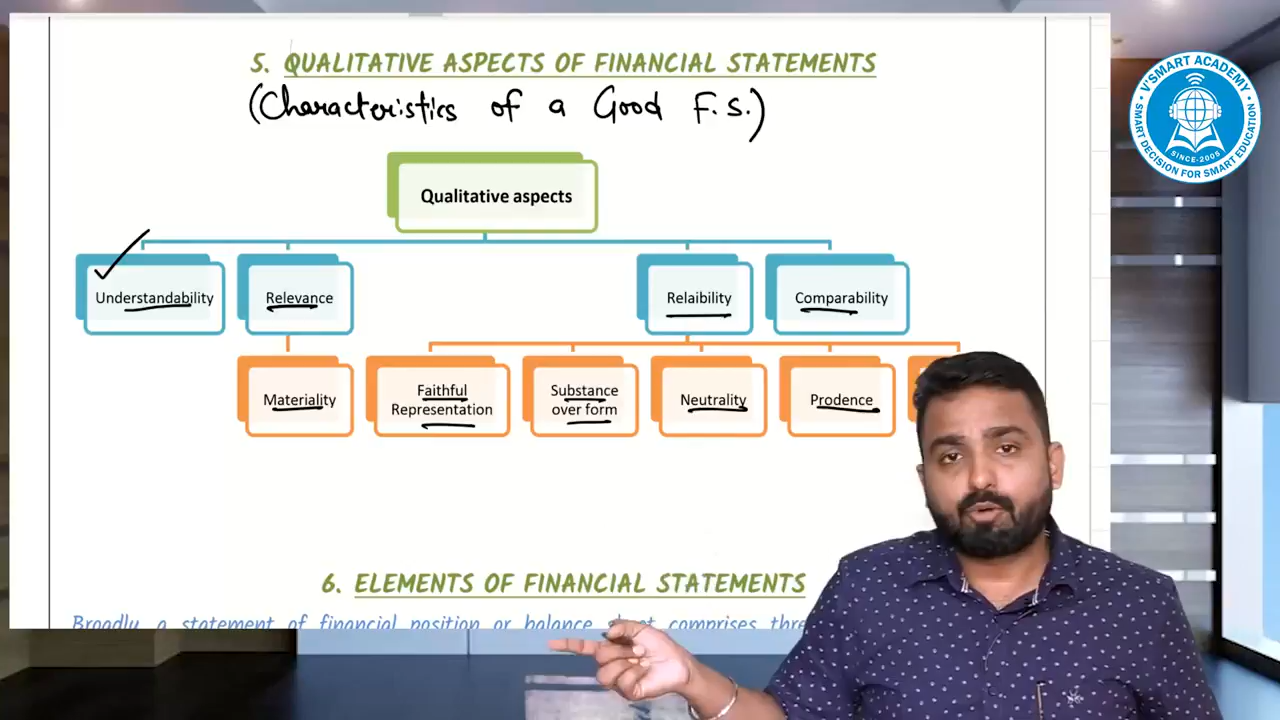 5. QUALITATIVE ASPECTS OF FINANCIAL STATEMENTS
(Characteristics of a Good F.S.)
Qualitative aspects
Understandability
Relevance
Relaibility
Comparability
Materiality
Faithful
Representation
Substance
over form
Neutrality
Prodence
6. ELEMENTS OF FINANCIAL STATEMENTS
Broadly a statement of financial position or balance sheet comprises
V'SMART ACADEMY
SINCE-2005
SMART DECISION FOR SMART EDUCATION